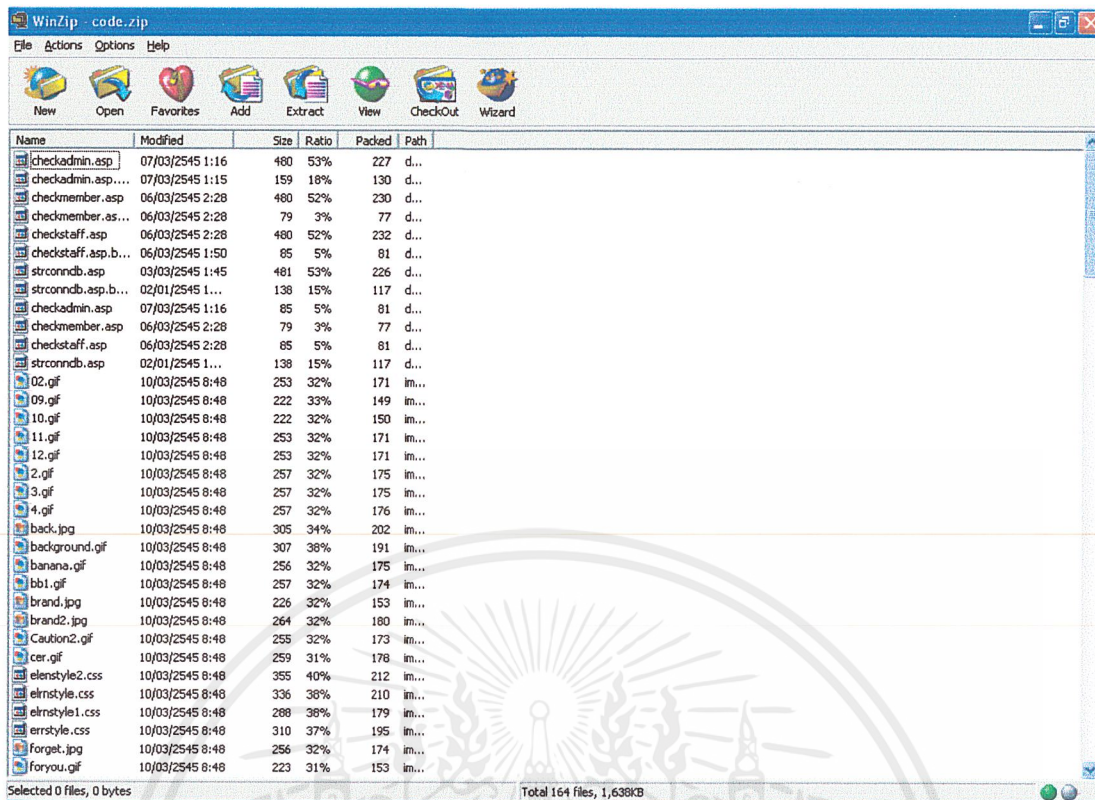 WinZip - code.zip
File Actions Options Help
New Open Favorites Add Extract View CheckOut Wizard
Name Modified Size Ratio Packed Path
checkadmin.asp 07/03/2545 1:16 480 53% 227 d...
checkadmin.asp.... 07/03/2545 1:15 159 18% 130 d...
checkmember.asp 06/03/2545 2:28 480 52% 230 d...
checkmember.as... 06/03/2545 2:28 79 3% 77 d...
checkstaff.asp 06/03/2545 2:28 480 52% 232 d...
checkstaff.asp.b... 06/03/2545 1:50 85 5% 81 d...
strconndb.asp 03/03/2545 1:45 481 53% 226 d...
strconndb.asp.b... 02/01/2545 1... 138 15% 117 d...
checkadmin.asp 07/03/2545 1:16 85 5% 81 d...
checkmember.asp 06/03/2545 2:28 79 3% 77 d...
checkstaff.asp 06/03/2545 2:28 85 5% 81 d...
strconndb.asp 02/01/2545 1... 138 15% 117 d...
02.gif 10/03/2545 8:48 253 32% 171 im...
09.gif 10/03/2545 8:48 222 33% 149 im...
10.gif 10/03/2545 8:48 222 32% 150 im...
11.gif 10/03/2545 8:48 253 32% 171 im...
12.gif 10/03/2545 8:48 253 32% 171 im...
2.gif 10/03/2545 8:48 257 32% 175 im...
3.gif 10/03/2545 8:48 257 32% 175 im...
4.gif 10/03/2545 8:48 257 32% 176 im...
back.jpg 10/03/2545 8:48 305 34% 202 im...
background.gif 10/03/2545 8:48 307 38% 191 im...
banana.gif 10/03/2545 8:48 256 32% 175 im...
bb1.gif 10/03/2545 8:48 257 32% 174 im...
brand.jpg 10/03/2545 8:48 226 32% 153 im...
brand2.jpg 10/03/2545 8:48 264 32% 180 im...
Caution2.gif 10/03/2545 8:48 255 32% 173 im...
cer.gif 10/03/2545 8:48 259 31% 178 im...
elenstyle2.css 10/03/2545 8:48 355 40% 212 im...
elrnstyle.css 10/03/2545 8:48 336 38% 210 im...
elrnstyle1.css 10/03/2545 8:48 288 38% 179 im...
errstyle.css 10/03/2545 8:48 310 37% 195 im...
forget.jpg 10/03/2545 8:48 256 32% 174 im...
foryou.gif 10/03/2545 8:48 223 31% 153 im...
Selected 0 files, 0 bytes Total 164 files, 1,638KB